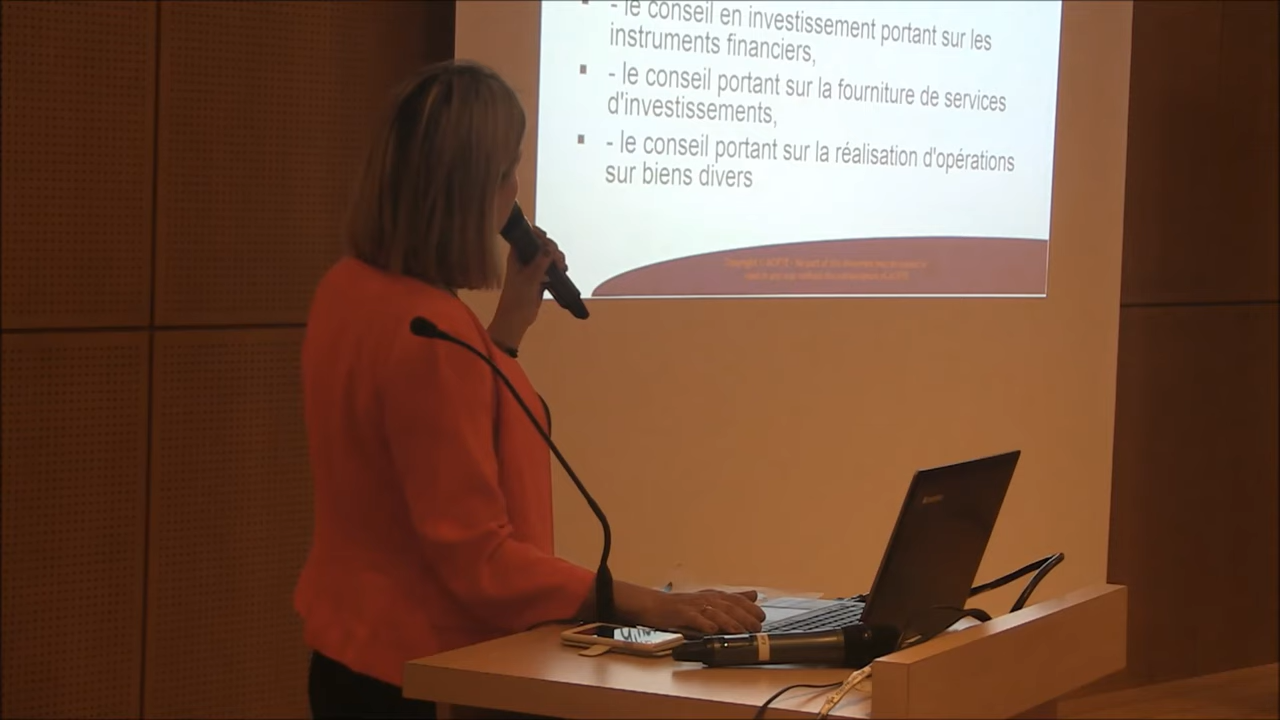 - le conseil en investissement portant sur les
instruments financiers,
- le conseil portant sur la fourniture de services
d'investissements,
- le conseil portant sur la réalisation d'opérations
sur biens divers